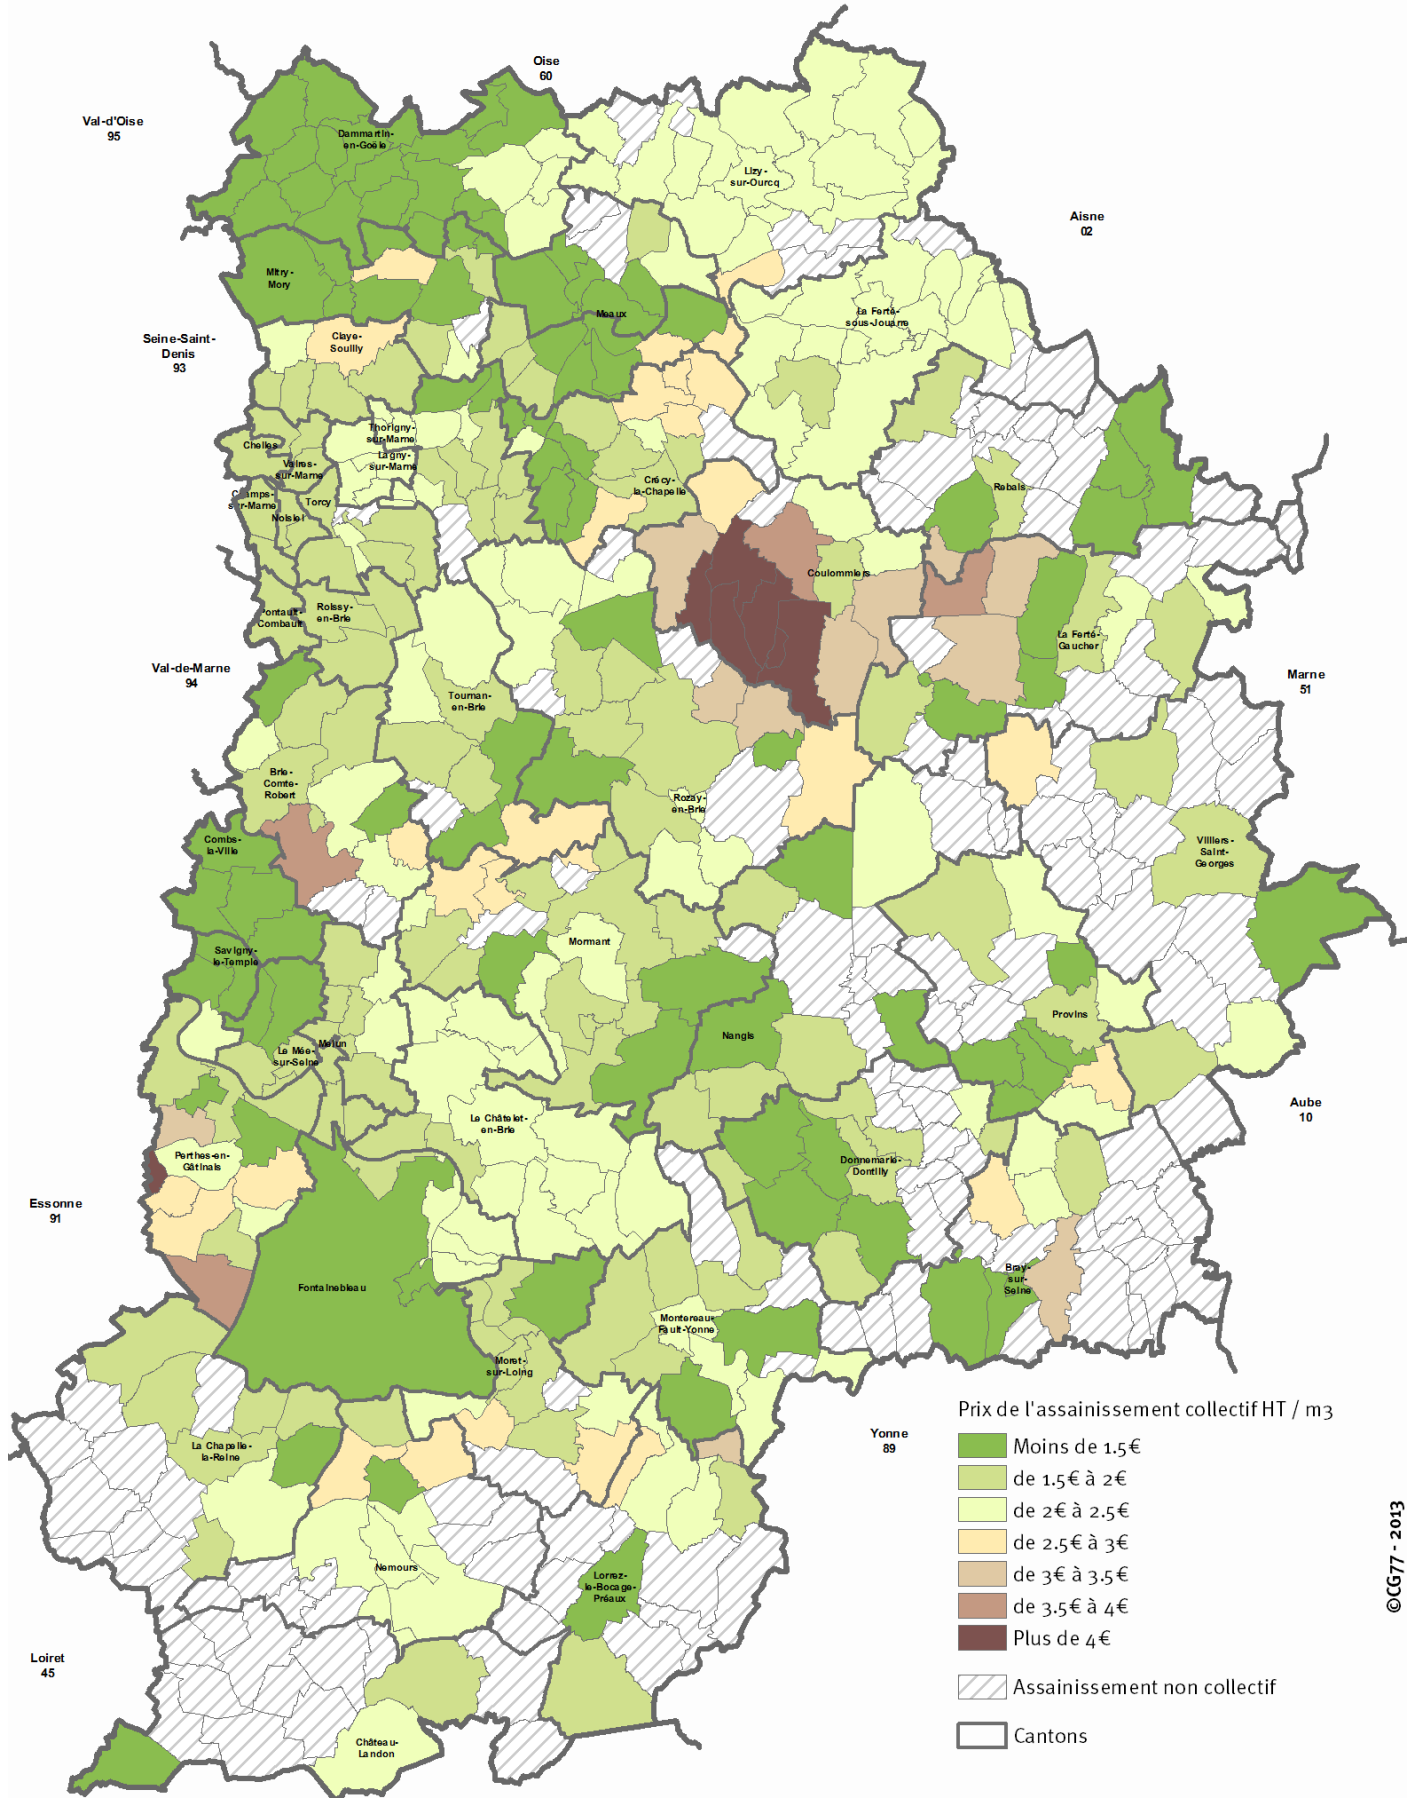 Oise
60
Val-d'Oise
95
Dammartin-
en-Goële
Lizy-
sur-Ourcq
Aisne
02
Mitry-
Mory
Meaux
La Ferté-
sous-Jouarre
Seine-Saint-
Denis
93
Claye-
Souilly
Thorigny-
sur-Marne
Chelles
Vaires-
sur-Marne
Lagny-
sur-Marne
Crécy-
la-Chapelle
Rebais
Champs-
sur-Marne
Torcy
Noisiel
Coulommiers
Pontault-
Combault
Roissy-
en-Brie
La Ferté-
Gaucher
Val-de-Marne
94
Marne
51
Tournan-
en-Brie
Brie-
Comte-
Robert
Rozay-
en-Brie
Combs-
la-Ville
Villiers-
Saint-
Georges
Savigny-
le-Temple
Mormant
Provins
Nangis
Le Mée-
sur-Seine
Melun
Aube
10
Le Châtelet-
en-Brie
Perthes-en-
Gâtinais
Donnemarie-
Dontilly
Essonne
91
Fontainebleau
Bray-
sur-
Seine
Montereau-
Fault-Yonne
Moret-
sur-Loing
Yonne
89
La Chapelle-
la-Reine
Nemours
Lorrez-
le-Bocage-
Préaux
Loiret
45
Château-
Landon
Prix de l'assainissement collectif HT / m3
Moins de 1.5€
de 1.5€ à 2€
de 2€ à 2.5€
de 2.5€ à 3€
de 3€ à 3.5€
de 3.5€ à 4€
Plus de 4€
Assainissement non collectif
Cantons
©CG77 - 2013